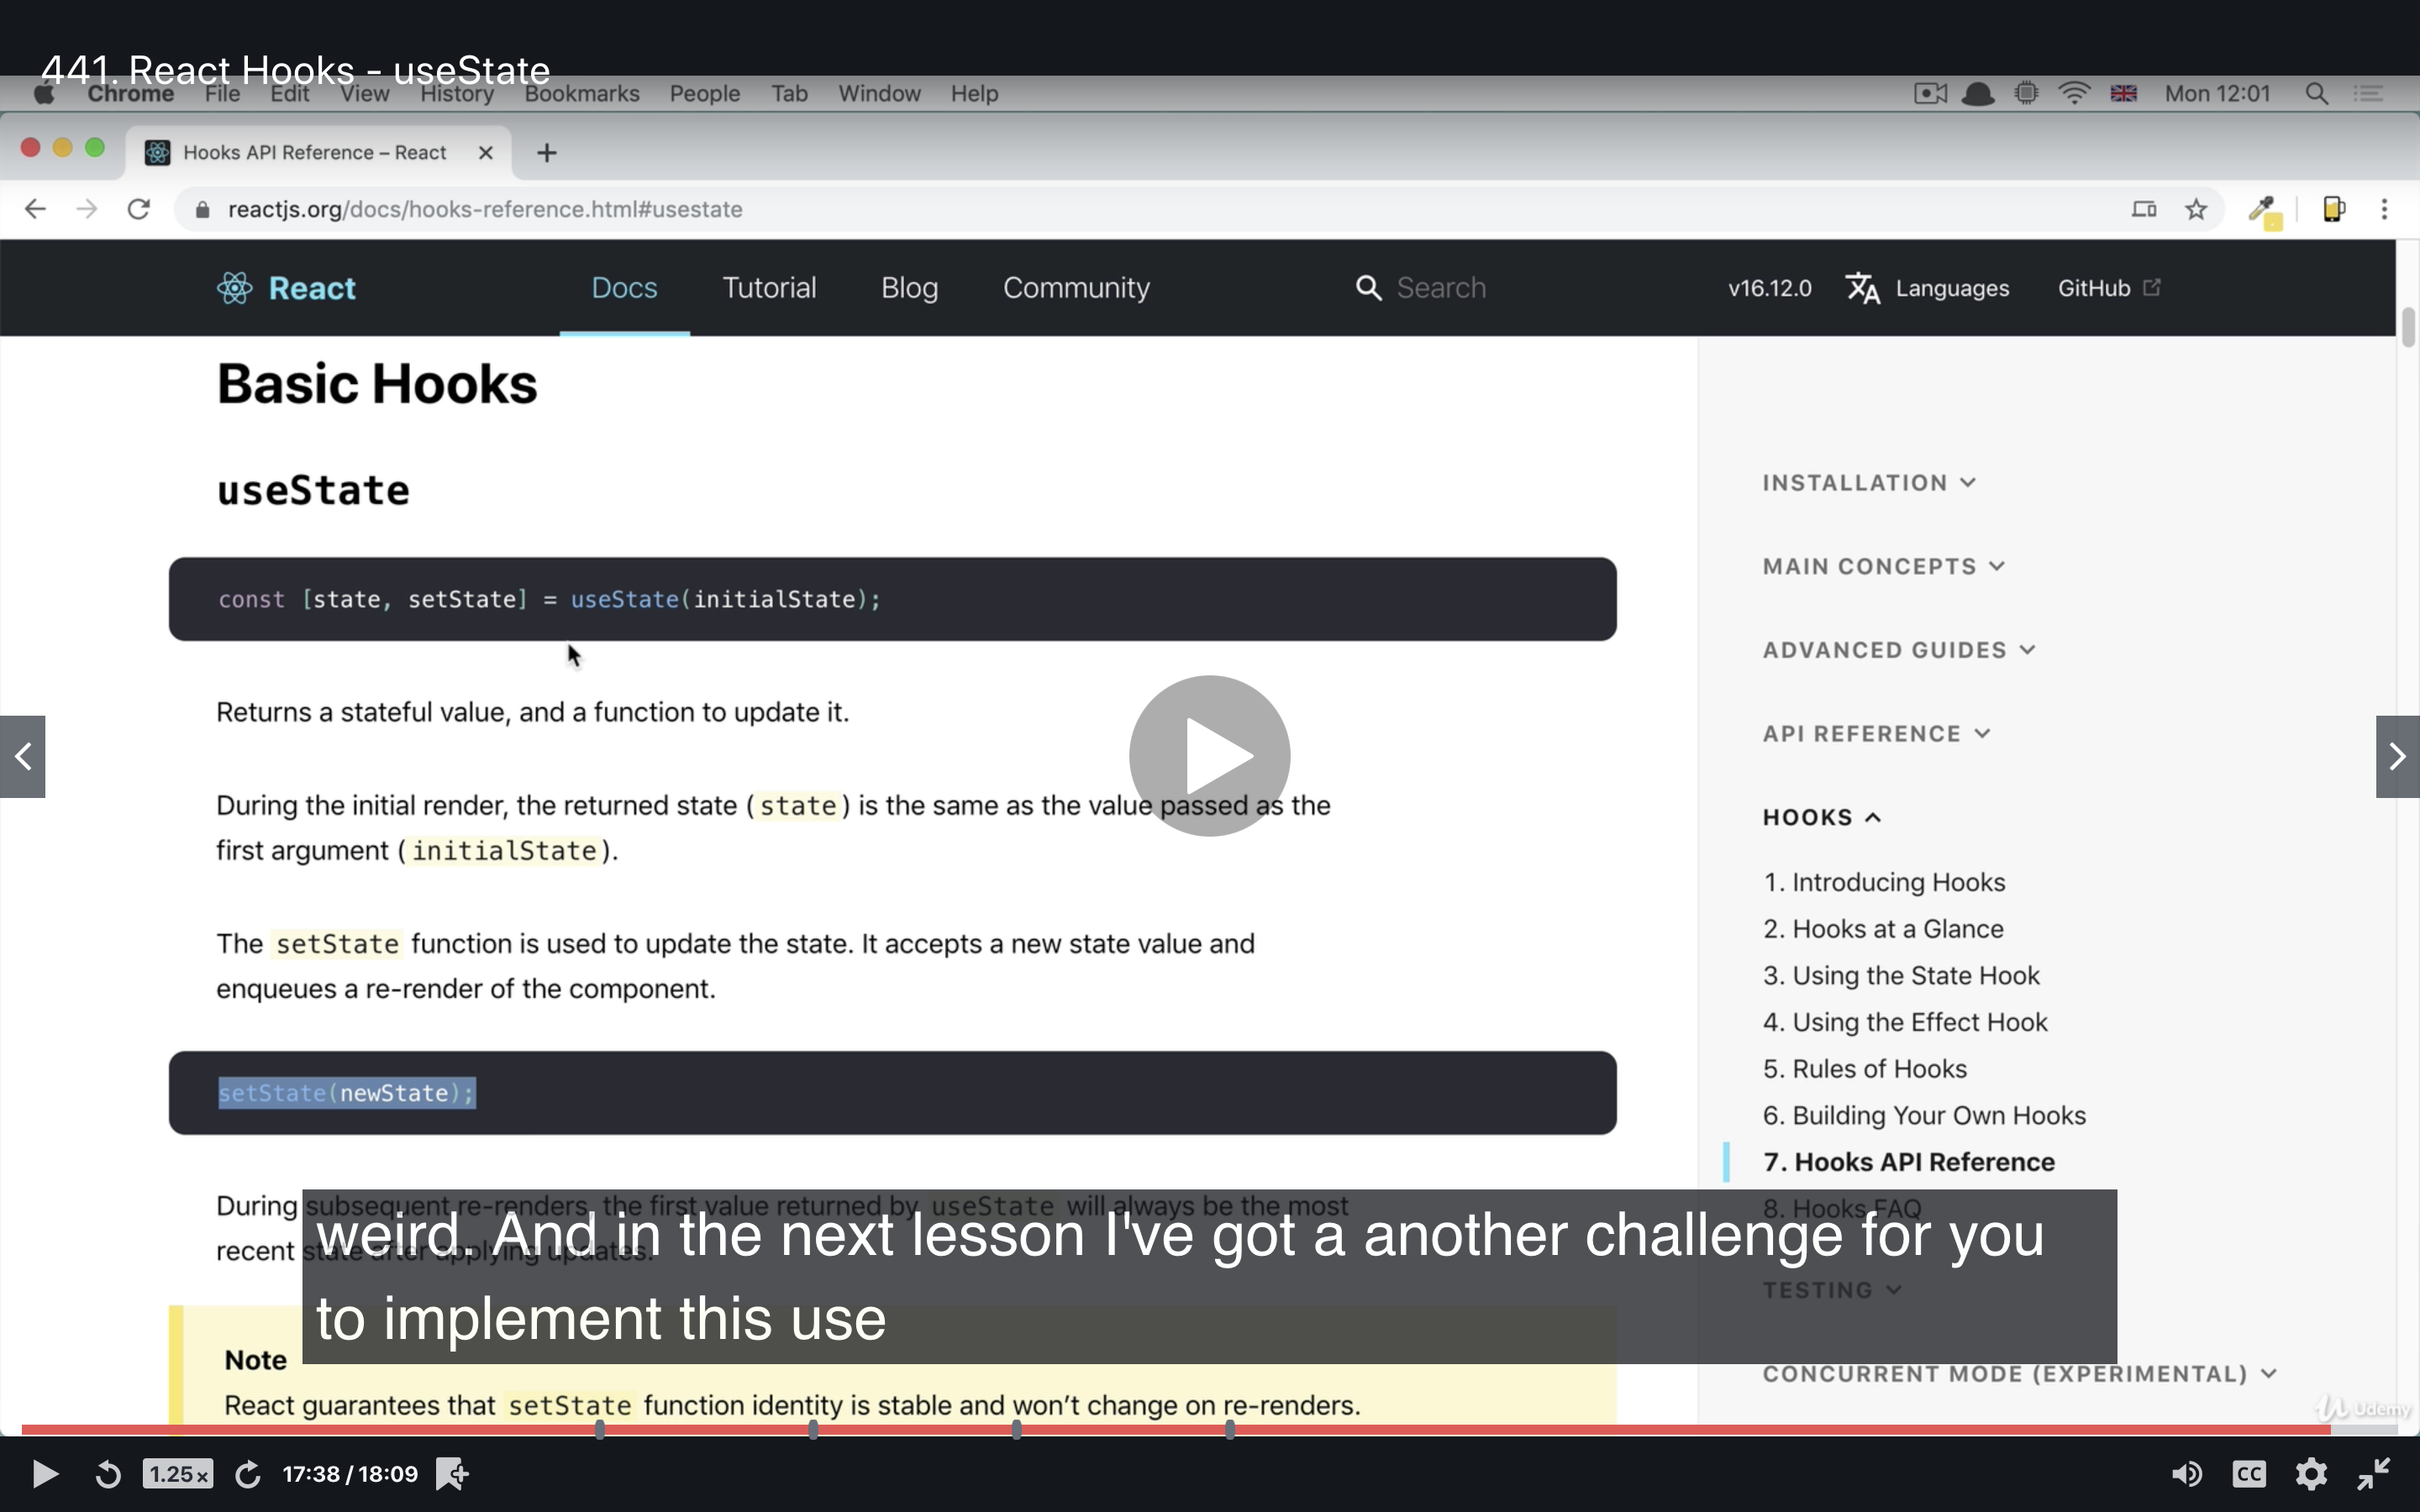 441. React Hooks - useState
Chrome File Edit View History Bookmarks People Tab Window Help Mon 12:01
Hooks API Reference – React
reactjs.org/docs/hooks-reference.html#usestate
React Docs Tutorial Blog Community Search v16.12.0 Languages GitHub
Basic Hooks
useState
const [state, setState] = useState(initialState);
Returns a stateful value, and a function to update it.
During the initial render, the returned state (state) is the same as the value passed as the
first argument (initialState).
The setState function is used to update the state. It accepts a new state value and
enqueues a re-render of the component.
setState(newState);
During subsequent re-renders, the first value returned by useState will always be the most
recent state after applying updates.
Note
React guarantees that setState function identity is stable and won’t change on re-renders.
INSTALLATION
MAIN CONCEPTS
ADVANCED GUIDES
API REFERENCE
HOOKS
1. Introducing Hooks
2. Hooks at a Glance
3. Using the State Hook
4. Using the Effect Hook
5. Rules of Hooks
6. Building Your Own Hooks
7. Hooks API Reference
8. Hooks FAQ
TESTING
CONCURRENT MODE (EXPERIMENTAL)
weird. And in the next lesson I've got a another challenge for you
to implement this use
Udemy
1.25x 17:38 / 18:09 CC